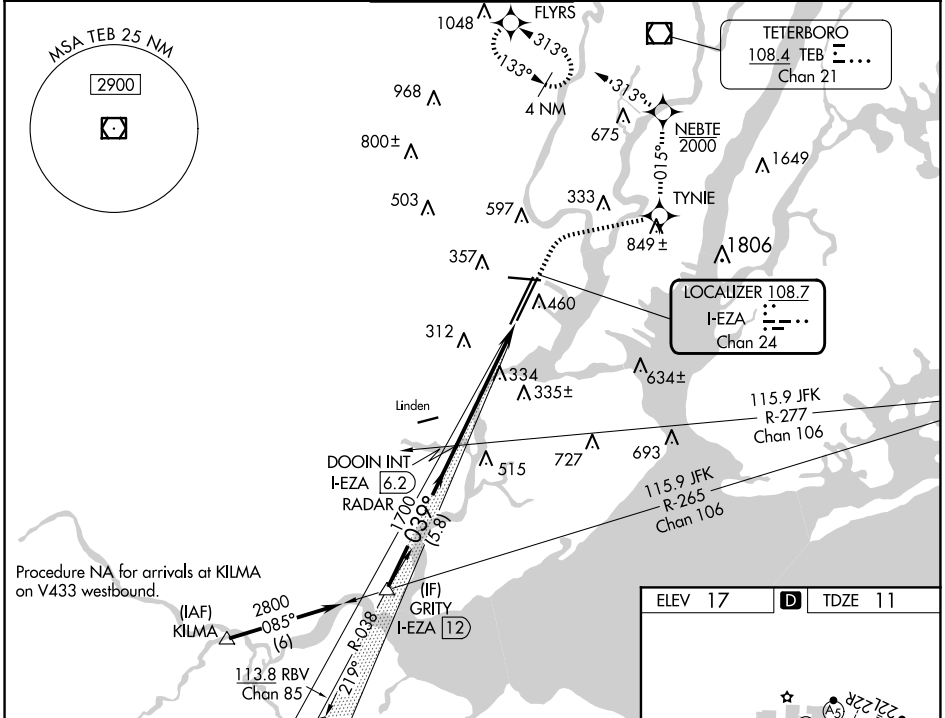 MSA TEB 25 NM
2900
1048
FLYRS
313°
133°
4 NM
313°
TETERBORO
108.4 TEB
Chan 21
968
800±
675
NEBTE
2000
015°
1649
503
597
333
TYNIE
849±
1806
357
460
LOCALIZER 108.7
I-EZA
Chan 24
312
334
335±
634±
Linden
115.9 JFK
R-277
Chan 106
DOOIN INT
I-EZA 6.2
RADAR
515
727
693
1700
039°
(5.8)
115.9 JFK
R-265
Chan 106
Procedure NA for arrivals at KILMA
on V433 westbound.
(IAF)
KILMA
2800
085°
(6)
(IF)
GRITY
I-EZA 12
R-038
219°
113.8 RBV
Chan 85
ELEV 17
D
TDZE 11
A5
22L
22R